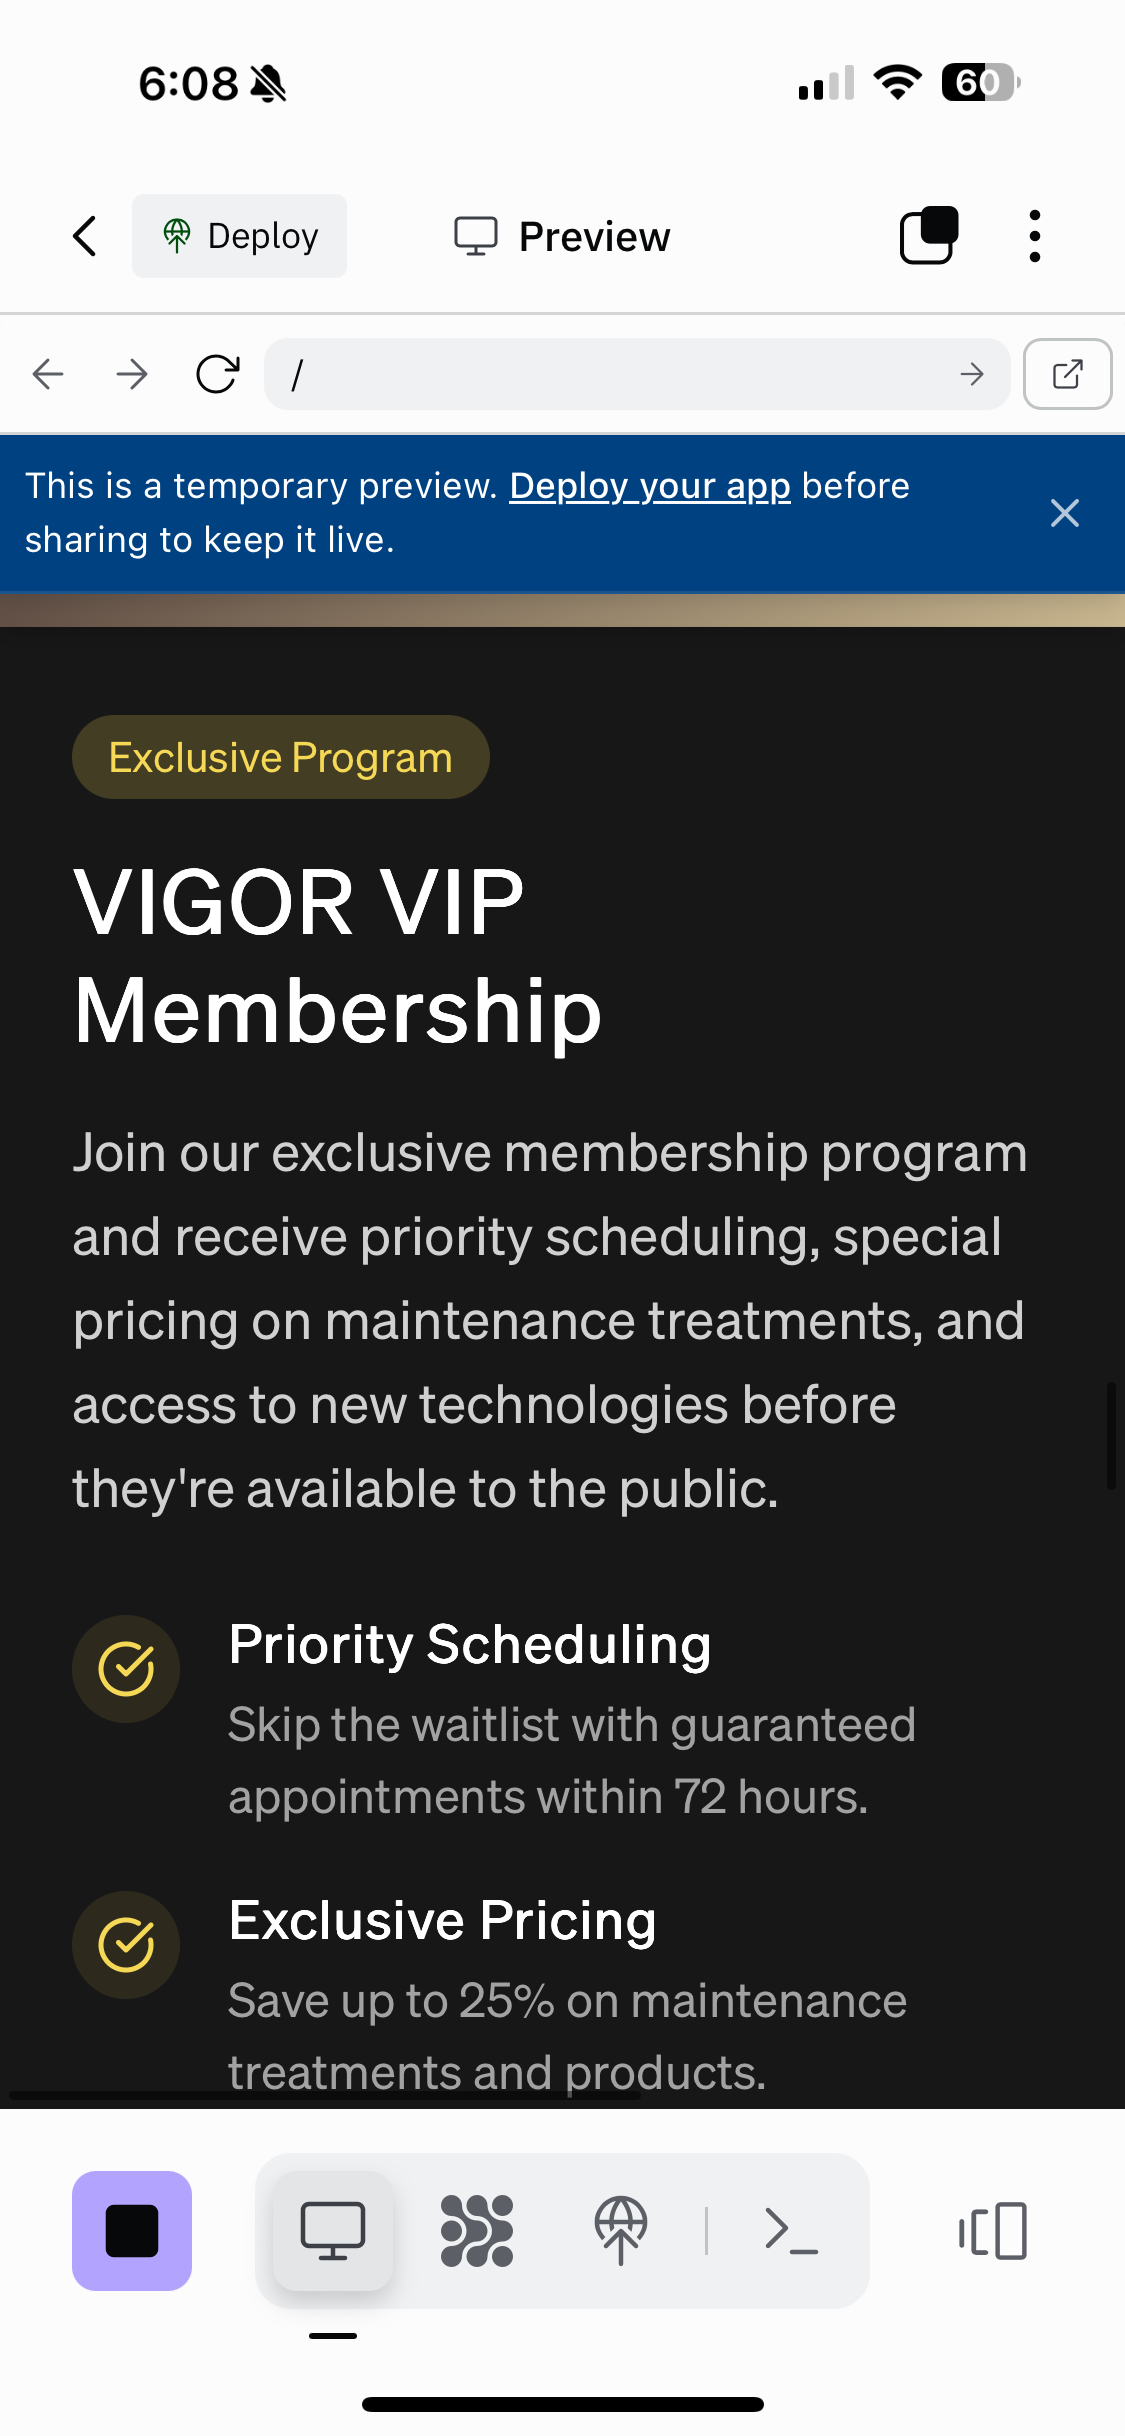 6:08
60
Deploy
Preview
/
This is a temporary preview. Deploy your app before
sharing to keep it live.
Exclusive Program
VIGOR VIP
Membership
Join our exclusive membership program
and receive priority scheduling, special
pricing on maintenance treatments, and
access to new technologies before
they're available to the public.
Priority Scheduling
Skip the waitlist with guaranteed
appointments within 72 hours.
Exclusive Pricing
Save up to 25% on maintenance
treatments and products.